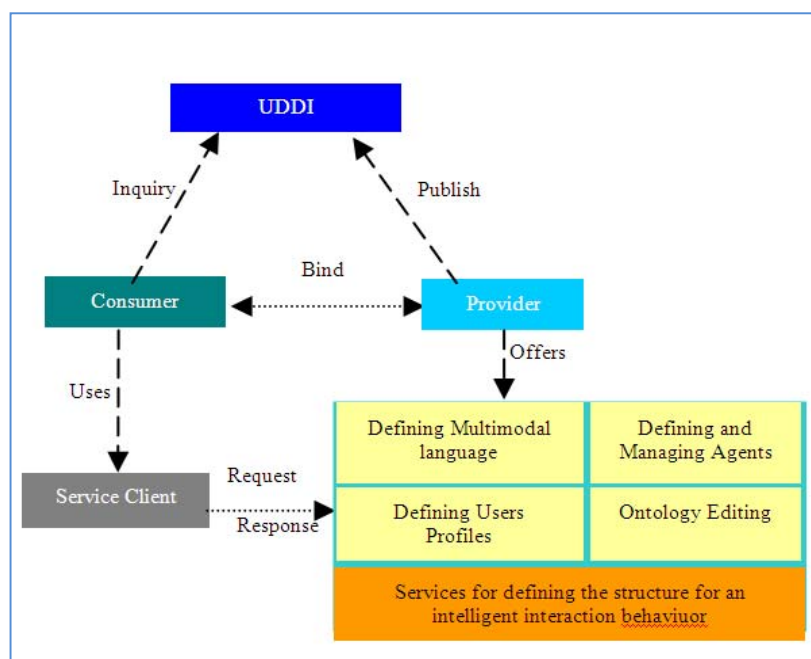 UDDI
Inquiry
Publish
Bind
Consumer
Provider
Offers
Uses
Defining Multimodal
language
Defining and
Managing Agents
Service Client
Request
Response
Defining Users
Profiles
Ontology Editing
Services for defining the structure for an
intelligent interaction behaviuor